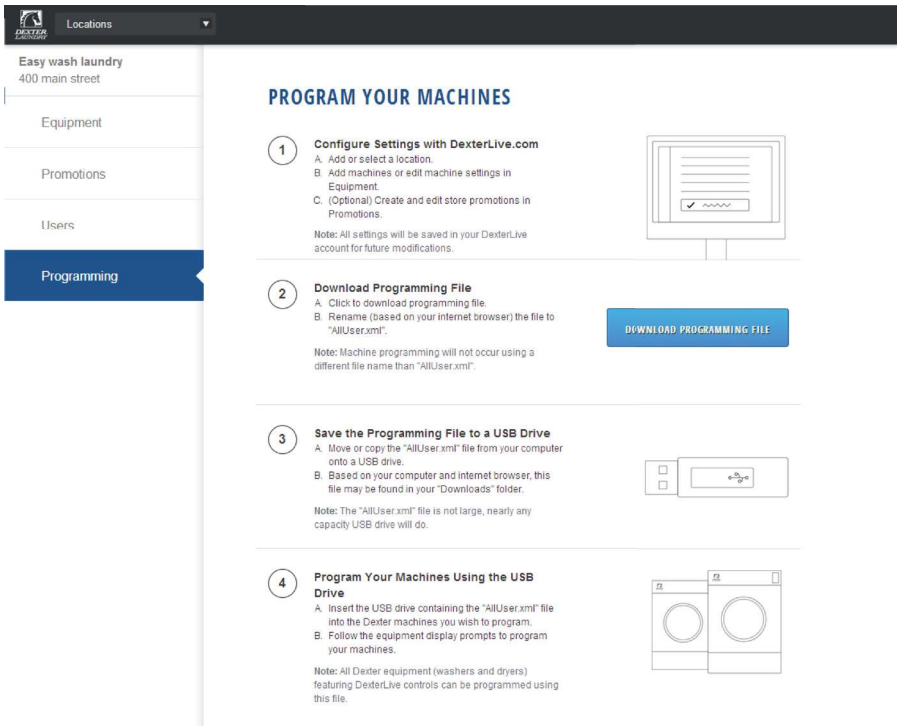 DEXTER
LAUNDRY
Locations
Easy wash laundry
400 main street
Equipment
Promotions
Users
Programming
PROGRAM YOUR MACHINES
1
Configure Settings with DexterLive.com
A. Add or select a location.
B. Add machines or edit machine settings in
Equipment.
C. (Optional) Create and edit store promotions in
Promotions.
Note: All settings will be saved in your DexterLive
account for future modifications.
2
Download Programming File
A. Click to download programming file.
B. Rename (based on your internet browser) the file to
"AllUser.xml".
Note: Machine programming will not occur using a
different file name than "AllUser.xml".
DOWNLOAD PROGRAMMING FILE
3
Save the Programming File to a USB Drive
A. Move or copy the "AllUser.xml" file from your computer
onto a USB drive.
B. Based on your computer and internet browser, this
file may be found in your "Downloads" folder.
Note: The "AllUser.xml" file is not large, nearly any
capacity USB drive will do.
4
Program Your Machines Using the USB
Drive
A. Insert the USB drive containing the "AllUser.xml" file
into the Dexter machines you wish to program.
B. Follow the equipment display prompts to program
your machines.
Note: All Dexter equipment (washers and dryers)
featuring DexterLive controls can be programmed using
this file.